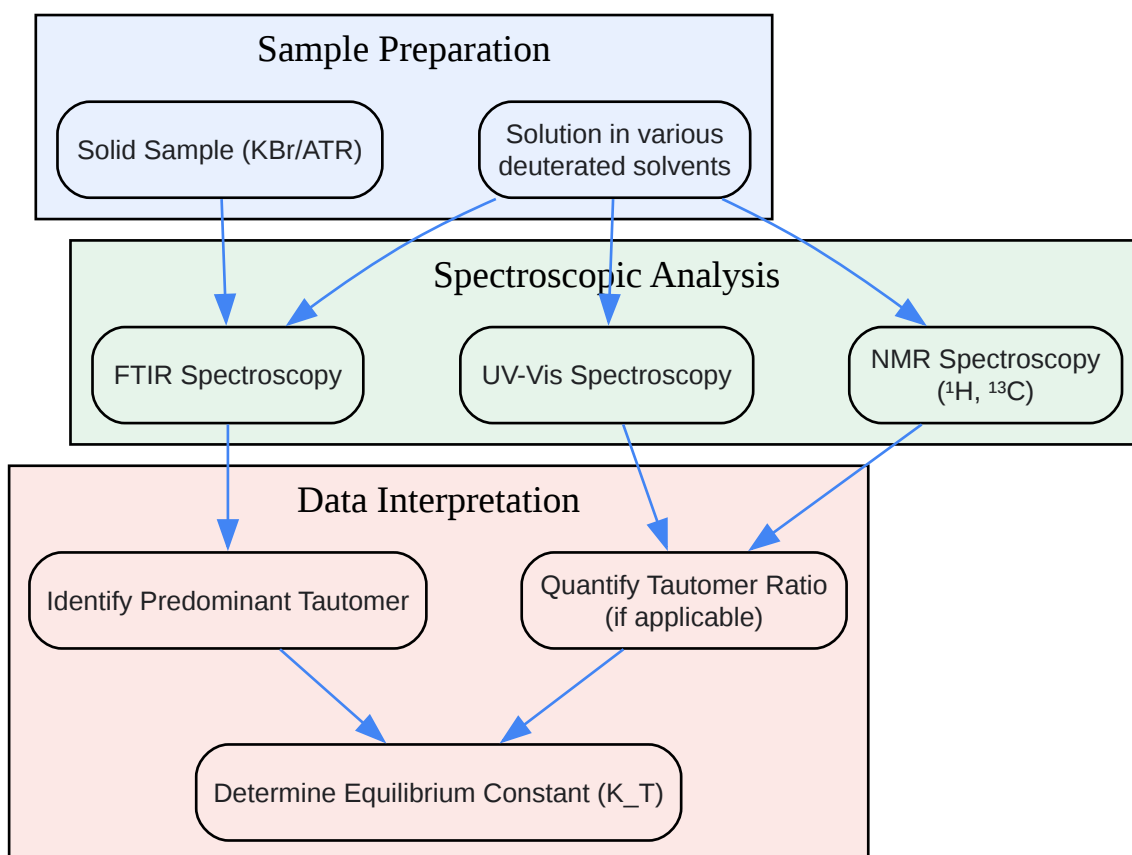 Sample Preparation
Solid Sample (KBr/ATR)
Solution in various
deuterated solvents
Spectroscopic Analysis
FTIR Spectroscopy
UV-Vis Spectroscopy
NMR Spectroscopy
(¹H, ¹³C)
Data Interpretation
Identify Predominant Tautomer
Quantify Tautomer Ratio
(if applicable)
Determine Equilibrium Constant (K_T)